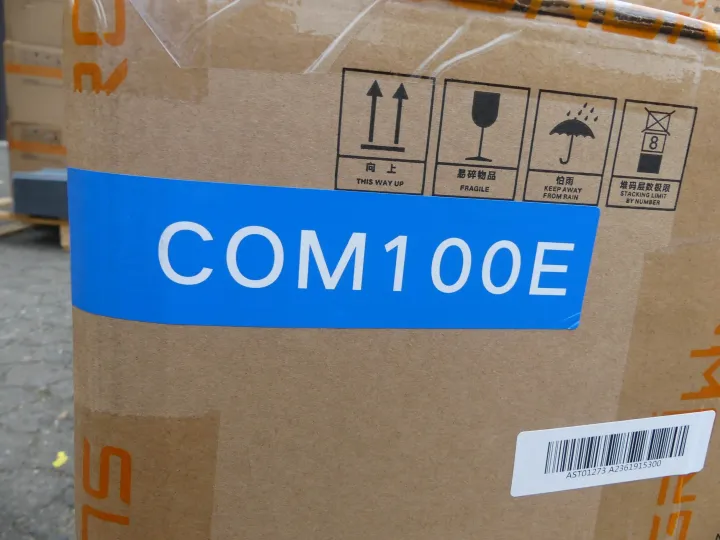 向 上
THIS WAY UP
易碎物品
FRAGILE
怕雨
KEEP AWAY
FROM RAIN
8
堆码层数极限
STACKING LIMIT
BY NUMBER
COM100E
AST01273 A2361915300